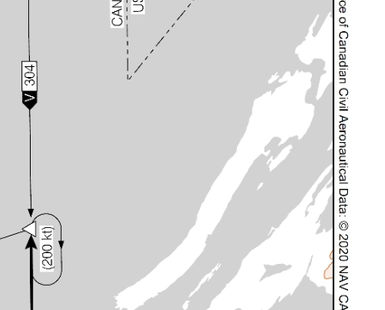 CAN
US
V 304
(200 kt)
ce of Canadian Civil Aeronautical Data: © 2020 NAV CA